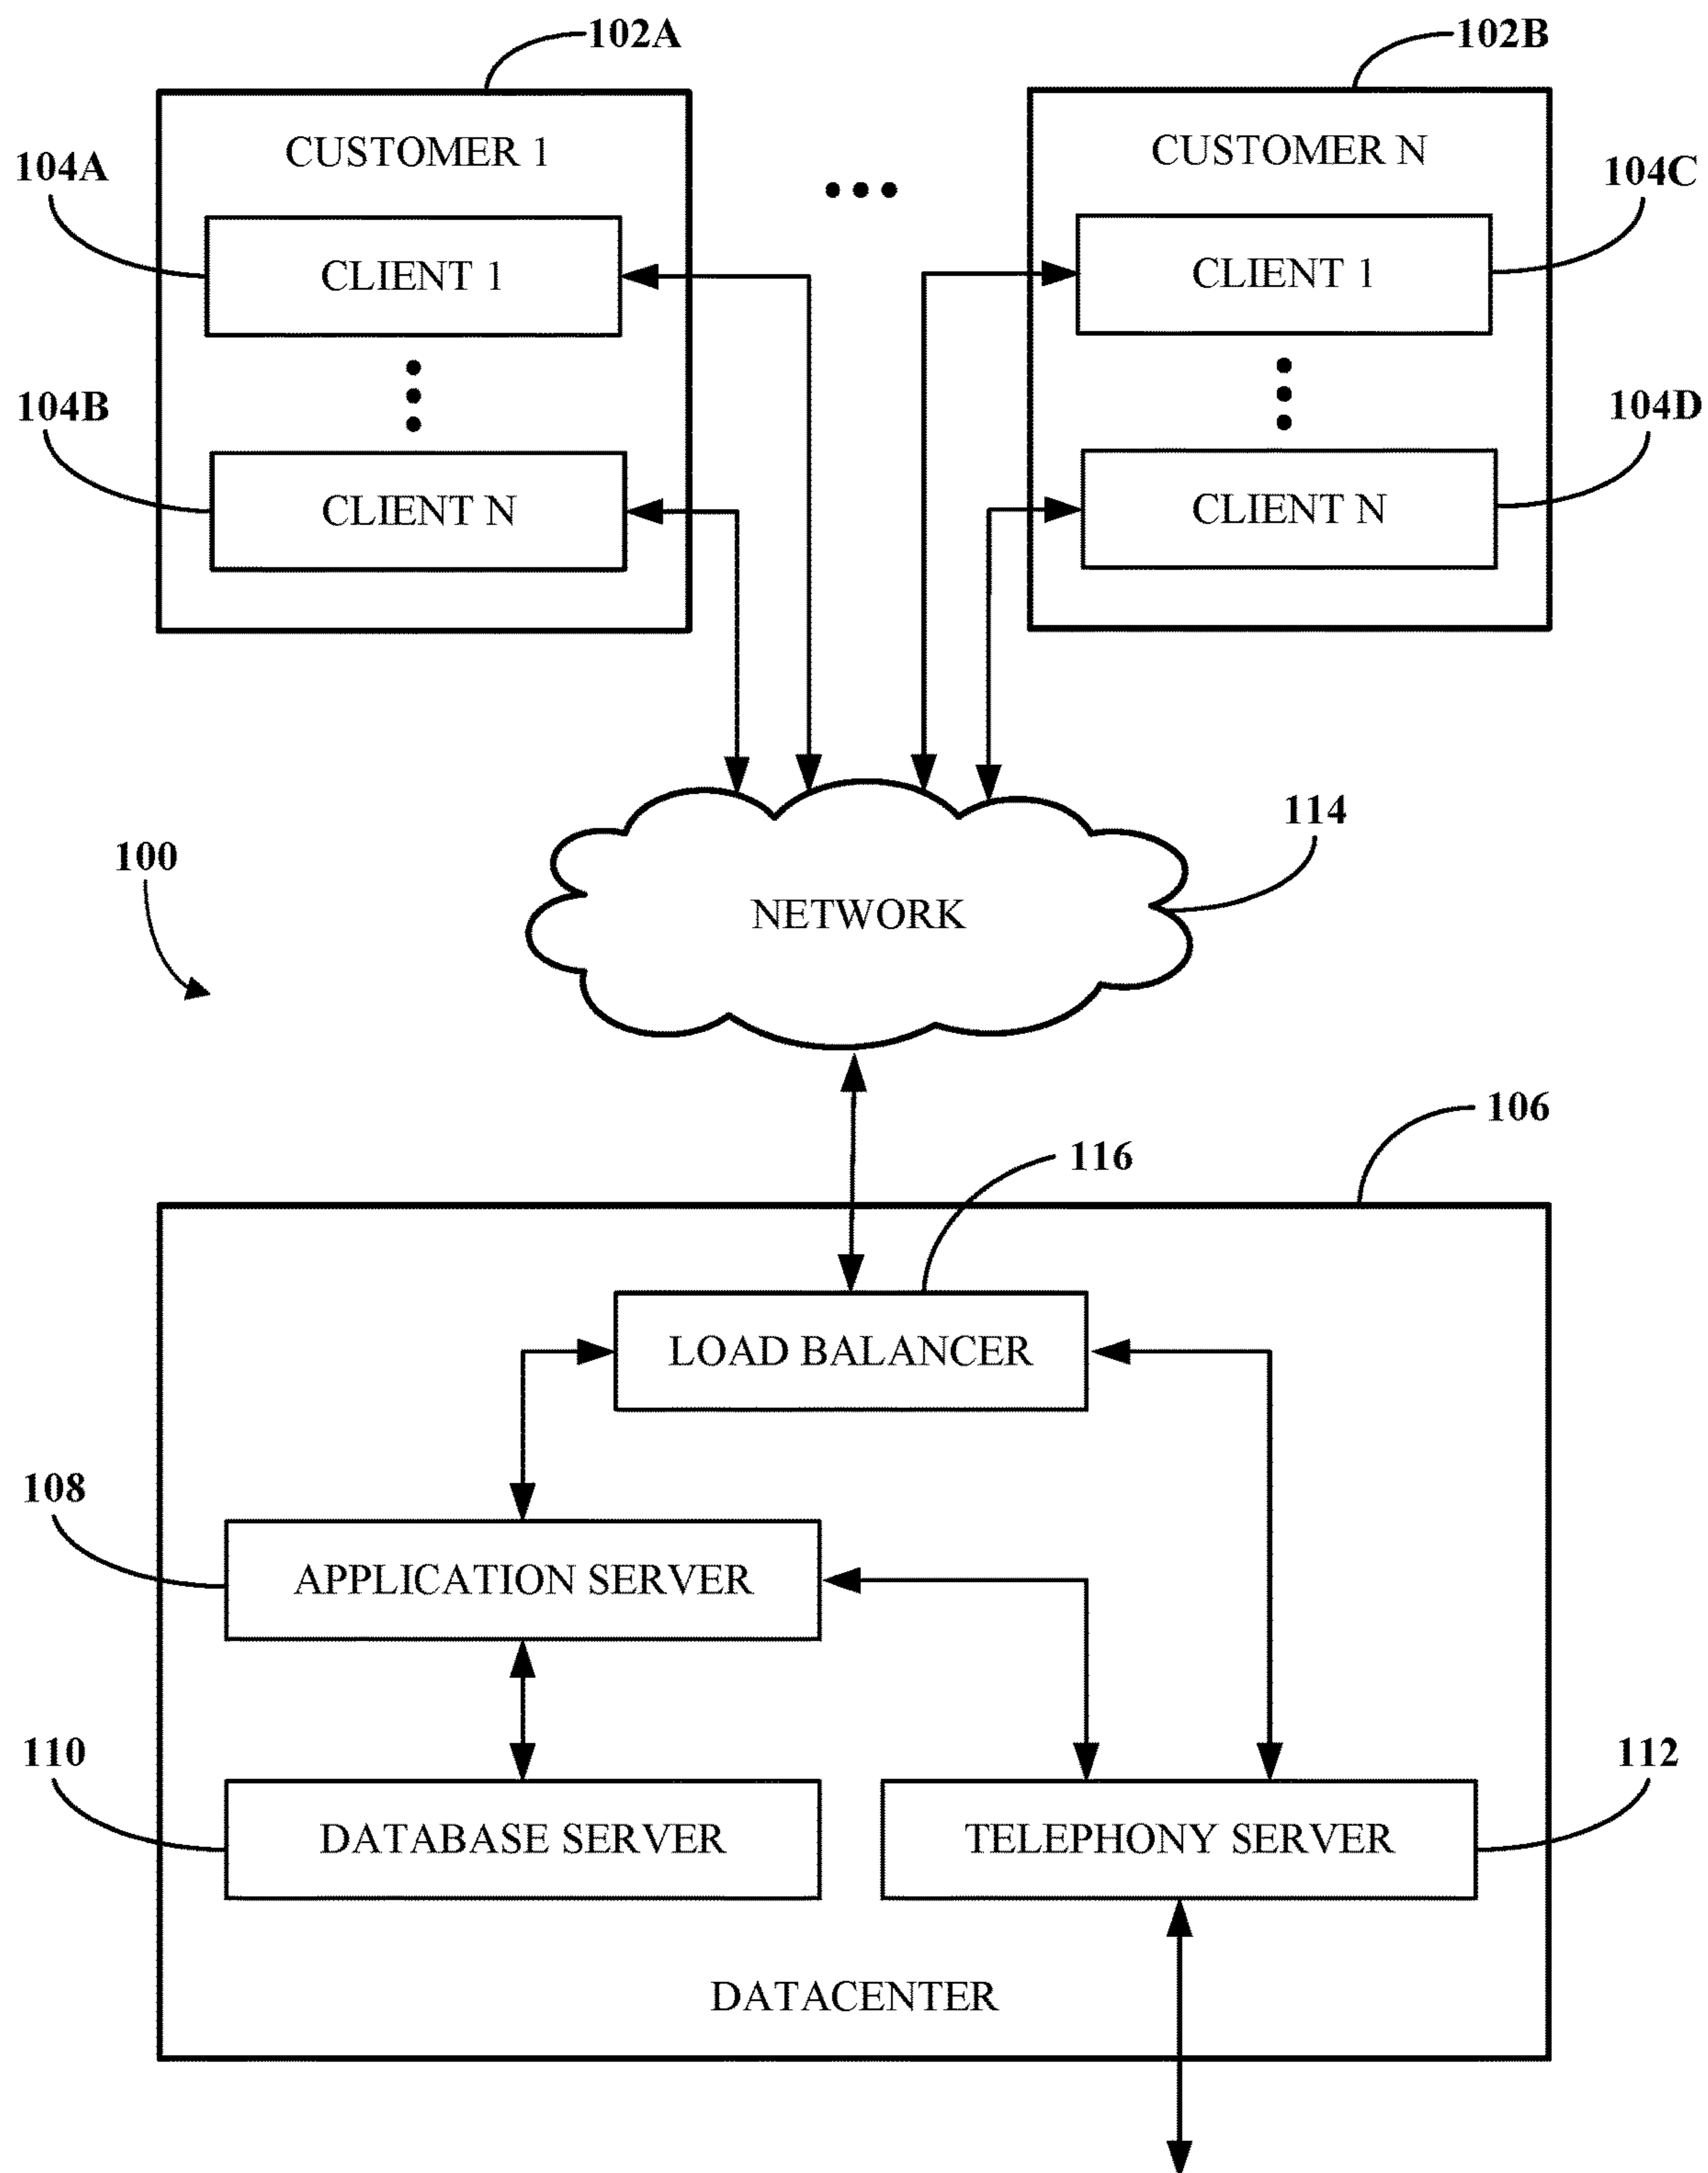 102A
102B
CUSTOMER 1
CUSTOMER N
104A
104C
CLIENT 1
CLIENT 1
104B
104D
CLIENT N
CLIENT N
114
100
NETWORK
106
116
LOAD BALANCER
108
APPLICATION SERVER
110
112
DATABASE SERVER
TELEPHONY SERVER
DATACENTER